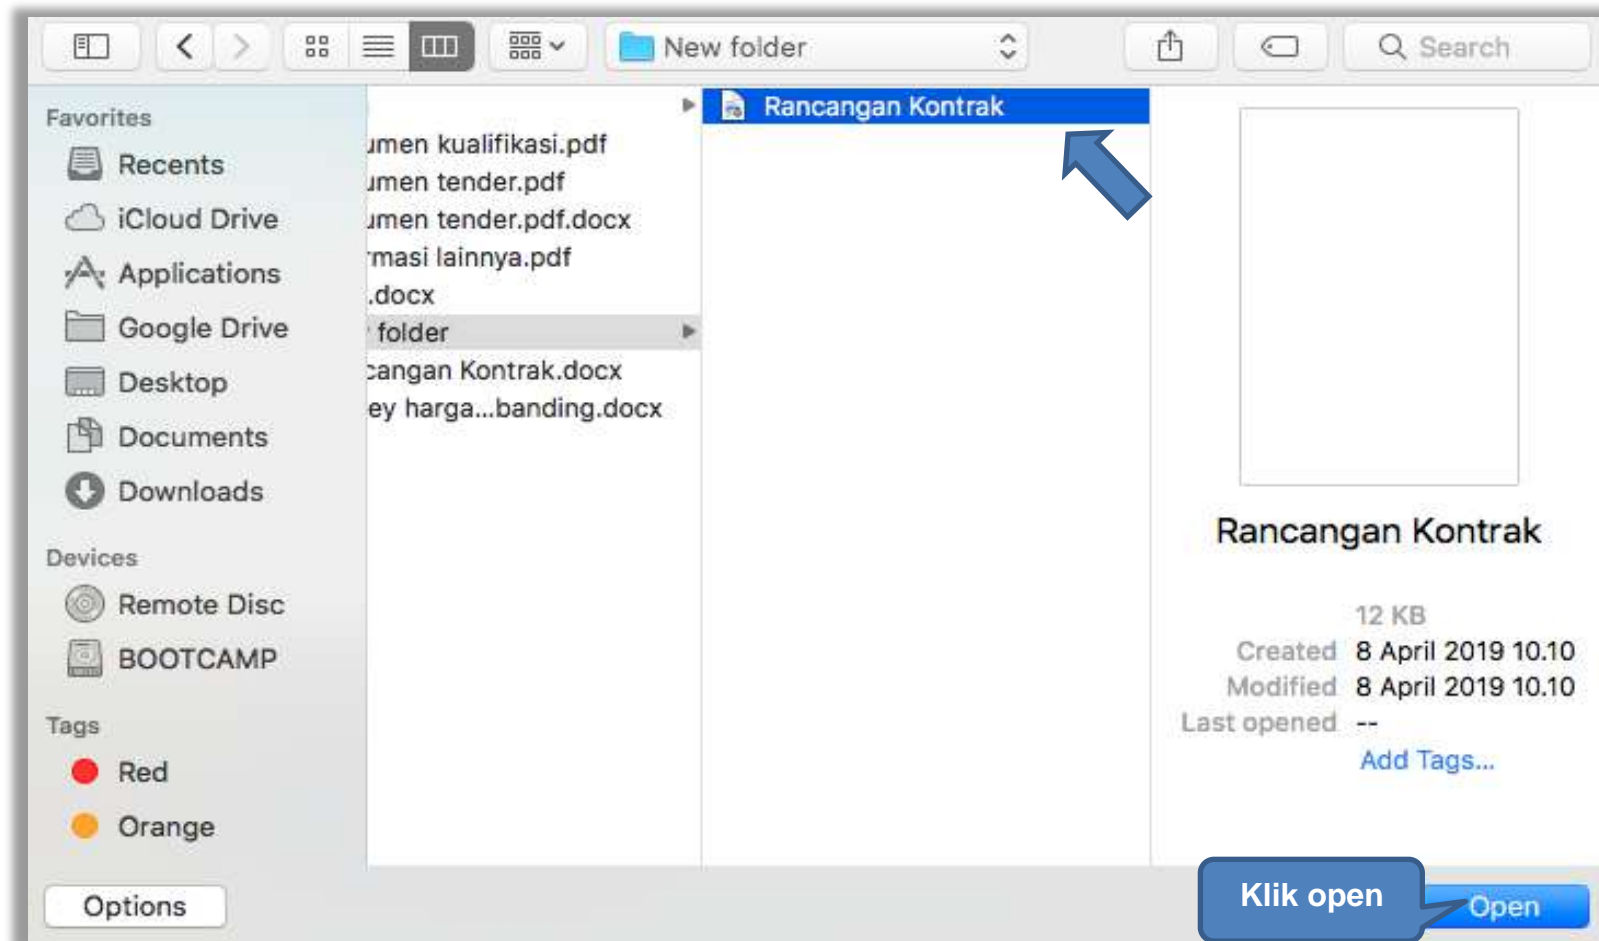 New folder
Search
Favorites
Recents
iCloud Drive
Applications
Google Drive
Desktop
Documents
Downloads
Devices
Remote Disc
BOOTCAMP
Tags
Red
Orange
umen kualifikasi.pdf
umen tender.pdf
umen tender.pdf.docx
rmasi lainnya.pdf
.docx
folder
cangan Kontrak.docx
ey harga...banding.docx
Rancangan Kontrak
Rancangan Kontrak
12 KB
Created 8 April 2019 10.10
Modified 8 April 2019 10.10
Last opened --
Add Tags...
Options
Klik open
Open